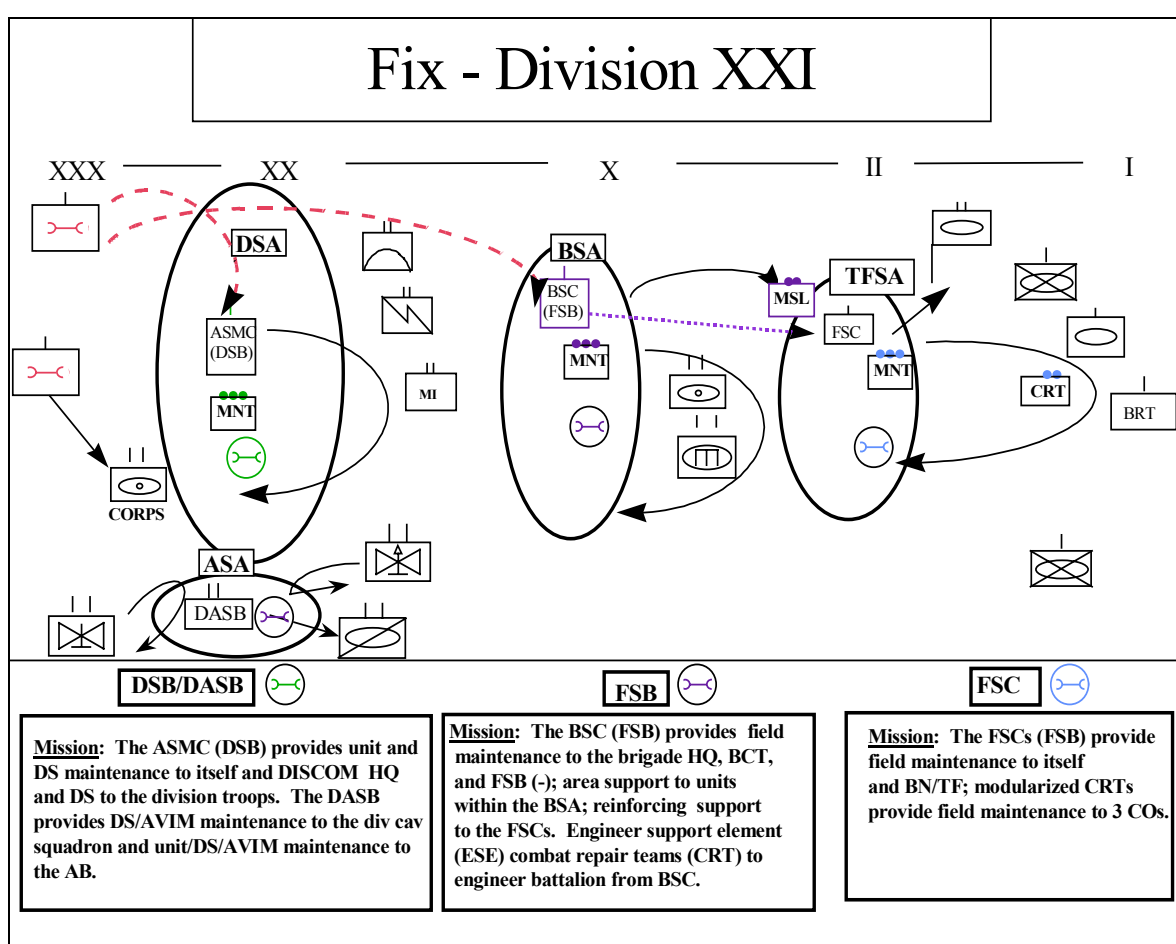 Fix - Division XXI
XXX XX X II I
DSA
BSA
TFSA
BSC
(FSB)
MSL
ASMC
(DSB)
FSC
MNT
MNT
MNT
MI
CRT
BRT
CORPS
ASA
DASB
DSB/DASB
FSB
FSC
Mission: The ASMC (DSB) provides unit and
DS maintenance to itself and DISCOM HQ
and DS to the division troops. The DASB
provides DS/AVIM maintenance to the div cav
squadron and unit/DS/AVIM maintenance to
the AB.
Mission: The BSC (FSB) provides field
maintenance to the brigade HQ, BCT,
and FSB (-); area support to units
within the BSA; reinforcing support
to the FSCs. Engineer support element
(ESE) combat repair teams (CRT) to
engineer battalion from BSC.
Mission: The FSCs (FSB) provide
field maintenance to itself
and BN/TF; modularized CRTs
provide field maintenance to 3 COs.